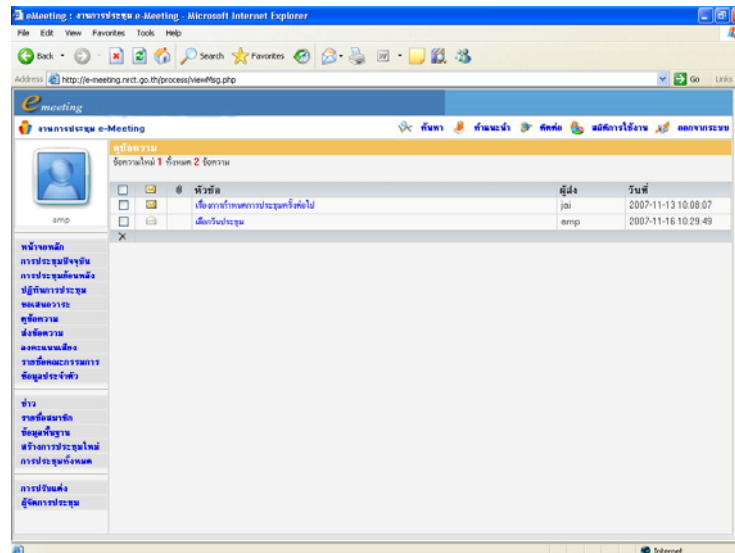 eMeeting : งานการประชุม e-Meeting - Microsoft Internet Explorer
File Edit View Favorites Tools Help
Back Search Favorites
Address http://e-meeting.nrct.go.th/process/viewMsg.php Go Links
emeeting
งานการประชุม e-Meeting ค้นหา คำแนะนำ ติดต่อ สถิติการใช้งาน ออกจากระบบ
ดูข้อความ
ข้อความใหม่ 1 ทั้งหมด 2 ข้อความ
หัวข้อ ผู้ส่ง วันที่
เรื่องการกำหนดการประชุมครั้งต่อไป jai 2007-11-13 10:08:07
เลือกวันประชุม amp 2007-11-16 10:29:49
amp
หน้าจอหลัก
การประชุมปัจจุบัน
การประชุมย้อนหลัง
ปฏิทินการประชุม
ขอเสนอวาระ
ดูข้อความ
ส่งข้อความ
ลงคะแนนเสียง
รายชื่อคณะกรรมการ
ข้อมูลประจำตัว
ข่าว
รายชื่อสมาชิก
ข้อมูลพื้นฐาน
สร้างการประชุมใหม่
การประชุมทั้งหมด
การปรับแต่ง
ผู้จัดการประชุม
Internet